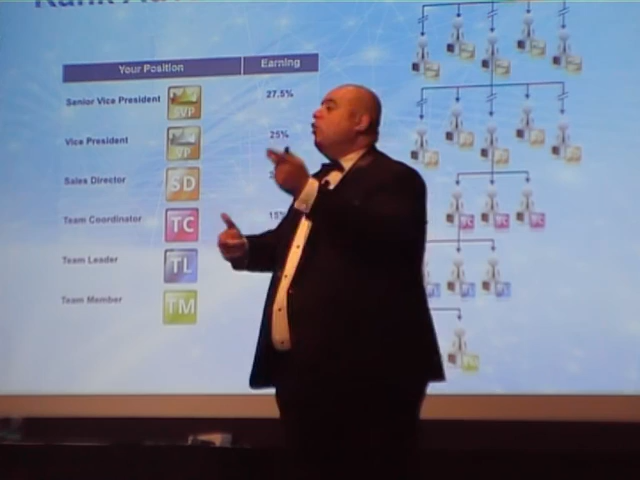 Rank
Your Position Earning
Senior Vice President SVP 27.5%
Vice President VP 25%
Sales Director SD
Team Coordinator TC 15%
Team Leader TL
Team Member TM